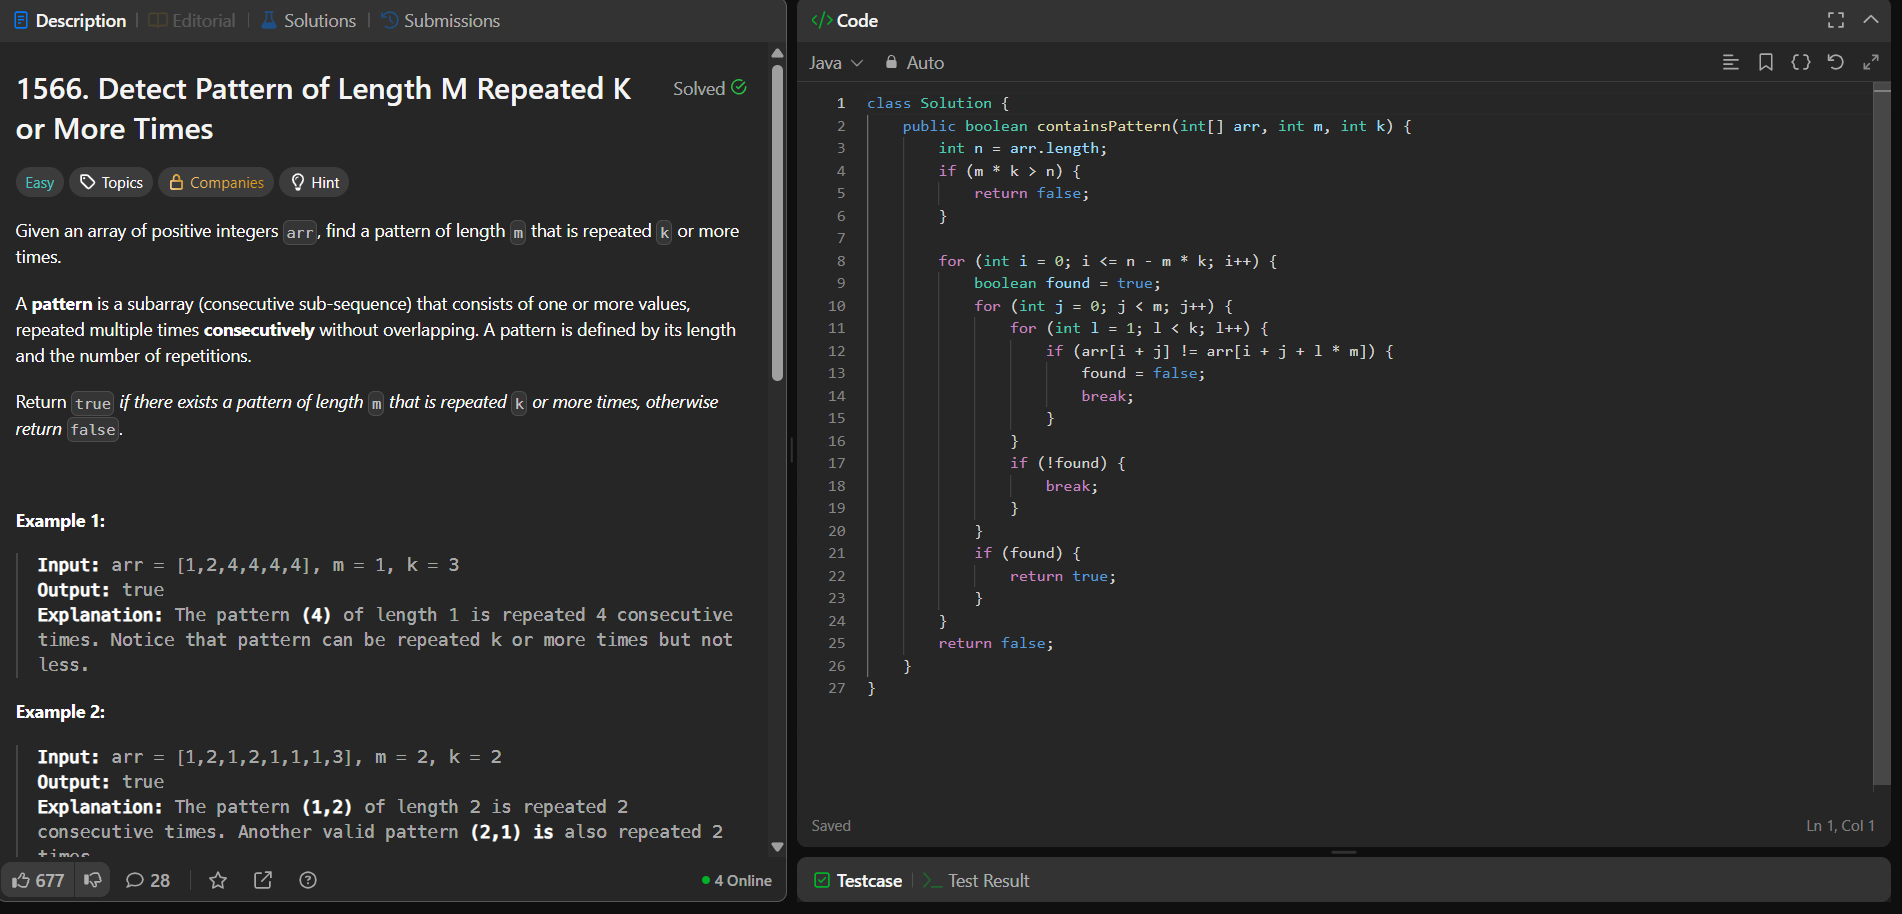 Description
Editorial
Solutions
Submissions
1566. Detect Pattern of Length M Repeated K
or More Times
Solved
Easy
Topics
Companies
Hint
Given an array of positive integers arr, find a pattern of length m that is repeated k or more
times.
A pattern is a subarray (consecutive sub-sequence) that consists of one or more values,
repeated multiple times consecutively without overlapping. A pattern is defined by its length
and the number of repetitions.
Return true if there exists a pattern of length m that is repeated k or more times, otherwise
return false.
Example 1:
Input: arr = [1,2,4,4,4,4], m = 1, k = 3
Output: true
Explanation: The pattern (4) of length 1 is repeated 4 consecutive
times. Notice that pattern can be repeated k or more times but not
less.
Example 2:
Input: arr = [1,2,1,2,1,1,1,3], m = 2, k = 2
Output: true
Explanation: The pattern (1,2) of length 2 is repeated 2
consecutive times. Another valid pattern (2,1) is also repeated 2
times
677
28
4 Online
</> Code
Java
Auto
1 class Solution {
2 public boolean containsPattern(int[] arr, int m, int k) {
3 int n = arr.length;
4 if (m * k > n) {
5 return false;
6 }
7
8 for (int i = 0; i <= n - m * k; i++) {
9 boolean found = true;
10 for (int j = 0; j < m; j++) {
11 for (int l = 1; l < k; l++) {
12 if (arr[i + j] != arr[i + j + l * m]) {
13 found = false;
14 break;
15 }
16 }
17 if (!found) {
18 break;
19 }
20 }
21 if (found) {
22 return true;
23 }
24 }
25 return false;
26 }
27 }
Saved
Ln 1, Col 1
Testcase
Test Result